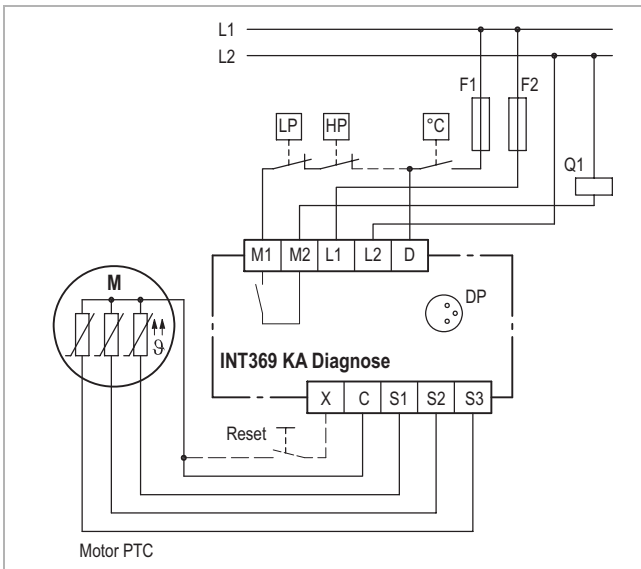 L1
L2
F1 F2
LP HP °C
Q1
M1 M2 L1 L2 D
M
DP
ϑ
INT369 KA Diagnose
X C S1 S2 S3
Reset
Motor PTC